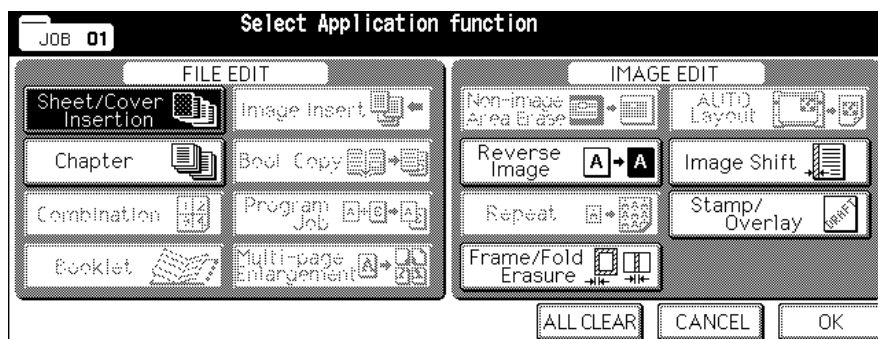 JOB 01
Select Application function
FILE EDIT
Sheet/Cover
Insertion
Image Insert
Chapter
Book Copy
Combination
Program
Job
Booklet
Multi-page
Enlargement
IMAGE EDIT
Non-image
Area Erase
AUTO
Layout
Reverse
Image
Image Shift
Repeat
Stamp/
Overlay
DRAFT
Frame/Fold
Erasure
ALL CLEAR
CANCEL
OK